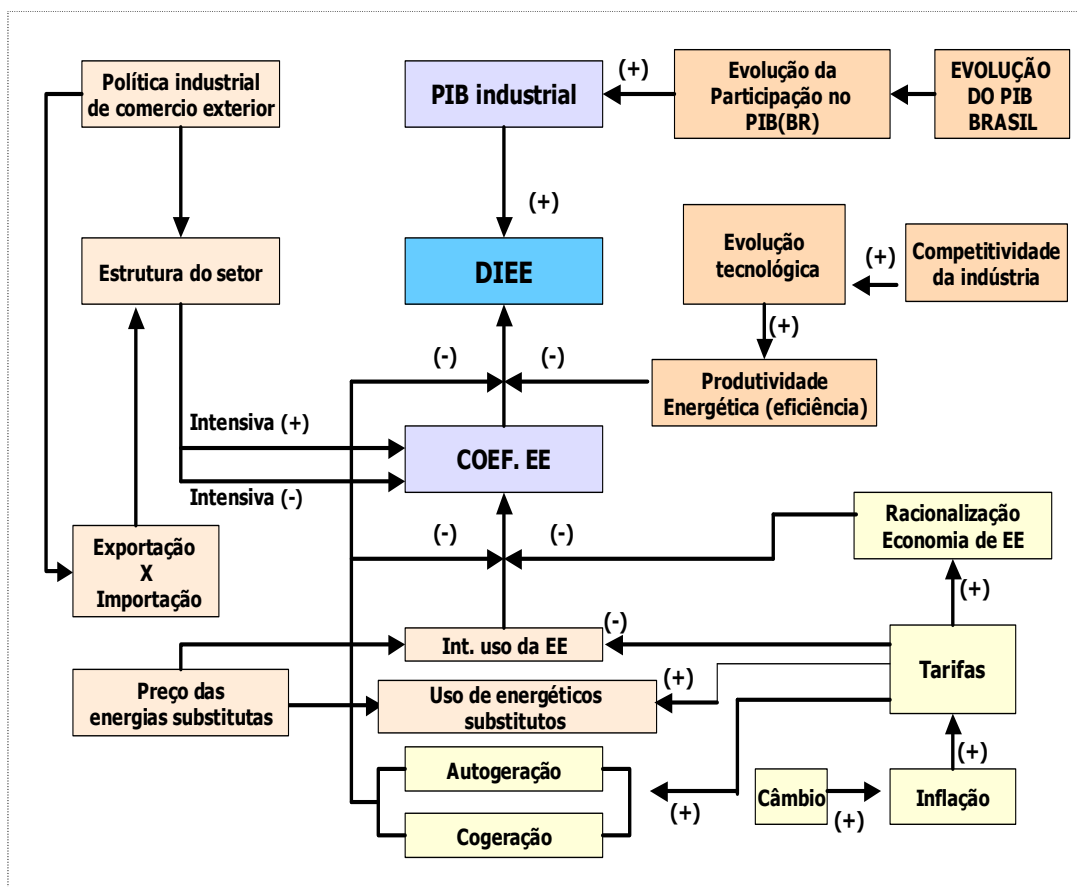 Política industrial
de comercio exterior
PIB industrial
(+)
Evolução da
Participação no
PIB(BR)
EVOLUÇÃO
DO PIB
BRASIL
(+)
Estrutura do setor
DIEE
Evolução
tecnológica
(+)
Competitividade
da indústria
(+)
(-)
(-)
Produtividade
Energética (eficiência)
Intensiva (+)
COEF. EE
Intensiva (-)
Racionalização
Economia de EE
(-)
(-)
Exportação
X
Importação
(+)
Int. uso da EE
(-)
Tarifas
Preço das
energias substitutas
Uso de energéticos
substitutos
(+)
(+)
Autogeração
Câmbio
Inflação
(+)
(+)
Cogeração